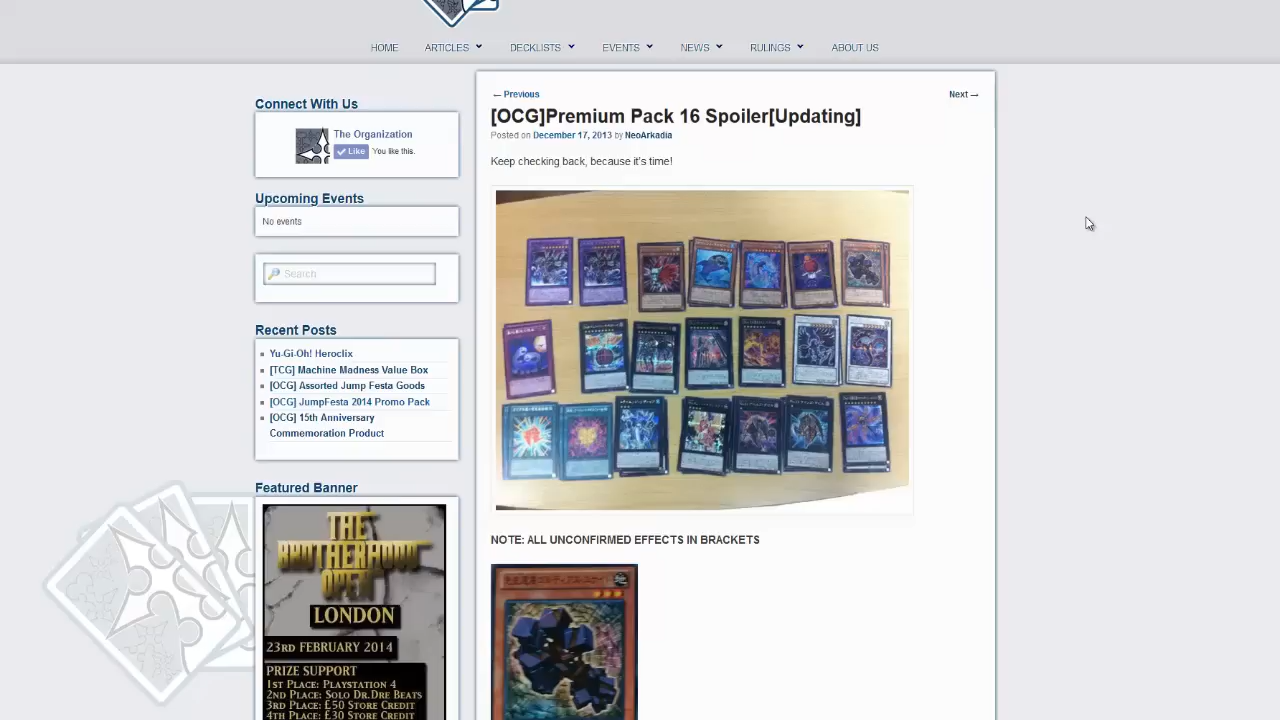 HOME
ARTICLES
DECKLISTS
EVENTS
NEWS
RULINGS
ABOUT US
Connect With Us
The Organization
Like
You like this.
Upcoming Events
No events
Search
Recent Posts
Yu-Gi-Oh! Heroclix
[TCG] Machine Madness Value Box
[OCG] Assorted Jump Festa Goods
[OCG] JumpFesta 2014 Promo Pack
[OCG] 15th Anniversary
Commemoration Product
Featured Banner
THE
BROTHERHOOD
OPEN
LONDON
23RD FEBRUARY 2014
PRIZE SUPPORT
1ST PLACE: PLAYSTATION 4
2ND PLACE: SOLO DR.DRE BEATS
3RD PLACE: £50 STORE CREDIT
4TH PLACE: £30 STORE CREDIT
← Previous
Next →
[OCG]Premium Pack 16 Spoiler[Updating]
Posted on December 17, 2013 by NeoArkadia
Keep checking back, because it's time!
NOTE: ALL UNCONFIRMED EFFECTS IN BRACKETS